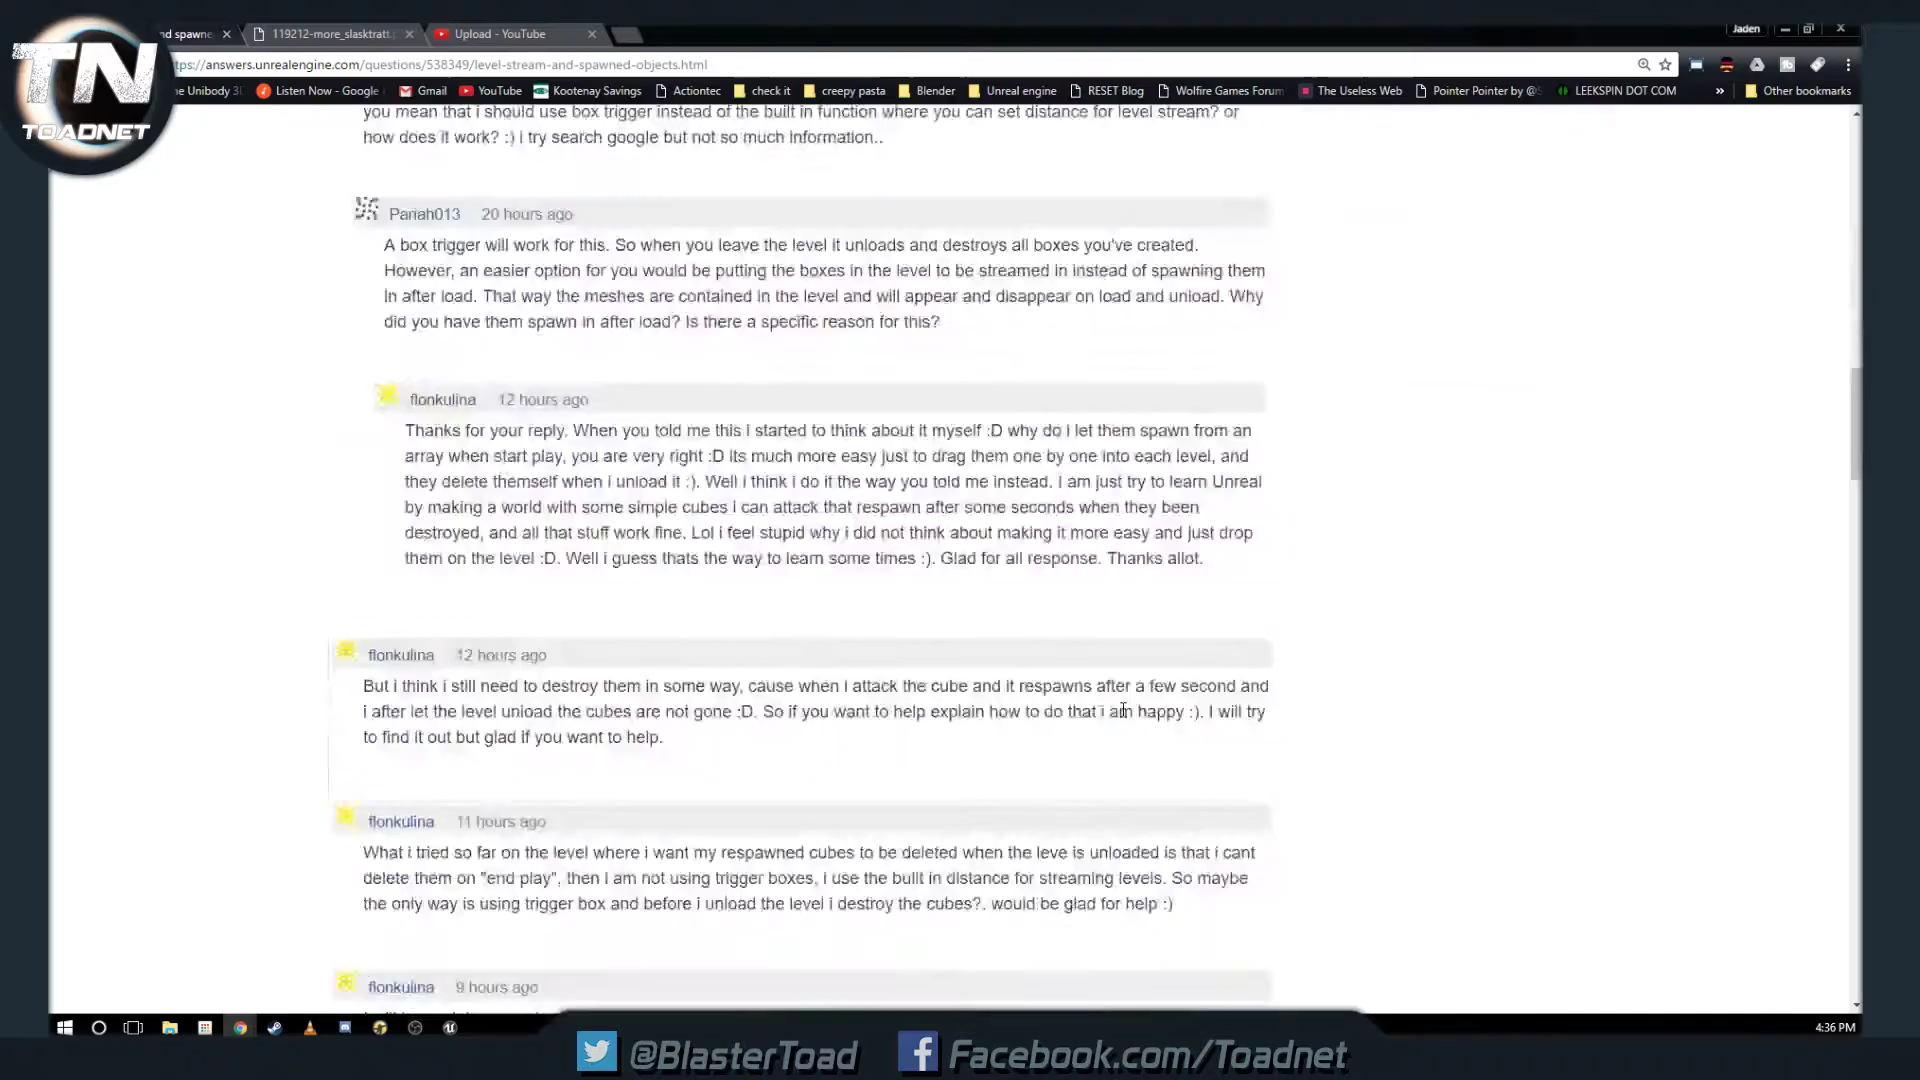 TN
TOADNET
nd spawne
119212-more_slasktratt.
Upload - YouTube
Jaden
tps://answers.unrealengine.com/questions/538349/level-stream-and-spawned-objects.html
he Unibody 3
Listen Now - Google
Gmail
YouTube
Kootenay Savings
Actiontec
check it
creepy pasta
Blender
Unreal engine
RESET Blog
Wolfire Games Forum
The Useless Web
Pointer Pointer by @
LEEKSPIN DOT COM
»
Other bookmarks
you mean that i should use box trigger instead of the built in function where you can set distance for level stream? or
how does it work? :) i try search google but not so much information..
Pariah013 20 hours ago
A box trigger will work for this. So when you leave the level it unloads and destroys all boxes you've created.
However, an easier option for you would be putting the boxes in the level to be streamed in instead of spawning them
in after load. That way the meshes are contained in the level and will appear and disappear on load and unload. Why
did you have them spawn in after load? Is there a specific reason for this?
flonkulina 12 hours ago
Thanks for your reply. When you told me this i started to think about it myself :D why do i let them spawn from an
array when start play, you are very right :D Its much more easy just to drag them one by one into each level, and
they delete themself when i unload it :). Well i think i do it the way you told me instead. I am just try to learn Unreal
by making a world with some simple cubes i can attack that respawn after some seconds when they been
destroyed, and all that stuff work fine. Lol i feel stupid why i did not think about making it more easy and just drop
them on the level :D. Well i guess thats the way to learn some times :). Glad for all response. Thanks allot.
flonkulina 12 hours ago
But i think i still need to destroy them in some way, cause when i attack the cube and it respawns after a few second and
i after let the level unload the cubes are not gone :D. So if you want to help explain how to do that i am happy :). I will try
to find it out but glad if you want to help.
flonkulina 11 hours ago
What i tried so far on the level where i want my respawned cubes to be deleted when the leve is unloaded is that i cant
delete them on "end play", then I am not using trigger boxes, i use the built in distance for streaming levels. So maybe
the only way is using trigger box and before i unload the level i destroy the cubes?. would be glad for help :)
flonkulina 9 hours ago
4:36 PM
@BlasterToad
Facebook.com/Toadnet